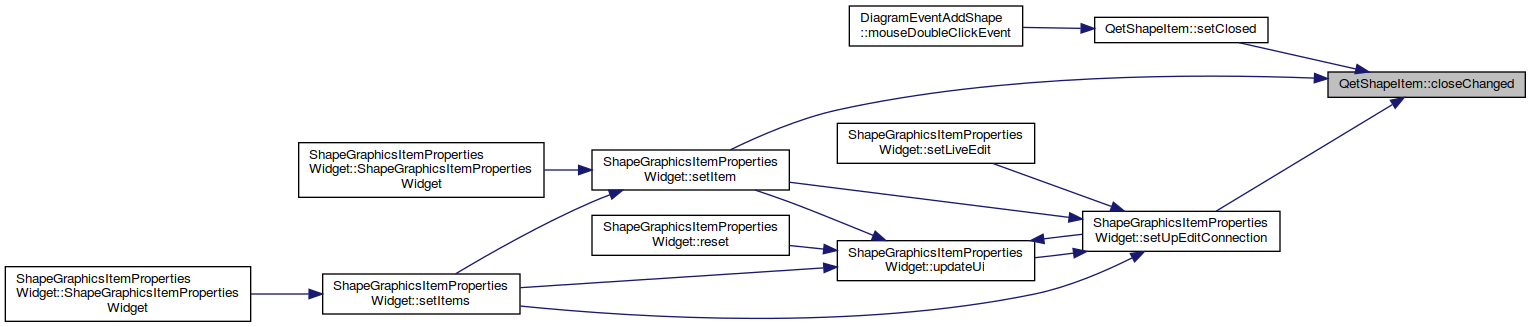 DiagramEventAddShape
::mouseDoubleClickEvent
QetShapeItem::setClosed
QetShapeItem::closeChanged
ShapeGraphicsItemProperties
Widget::setLiveEdit
ShapeGraphicsItemProperties
Widget::ShapeGraphicsItemProperties
Widget
ShapeGraphicsItemProperties
Widget::setItem
ShapeGraphicsItemProperties
Widget::reset
ShapeGraphicsItemProperties
Widget::setUpEditConnection
ShapeGraphicsItemProperties
Widget::updateUi
ShapeGraphicsItemProperties
Widget::ShapeGraphicsItemProperties
Widget
ShapeGraphicsItemProperties
Widget::setItems